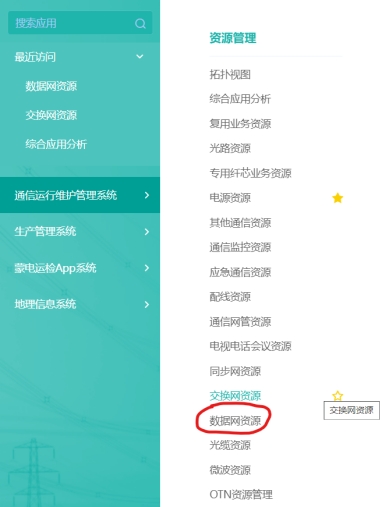 搜索应用
最近访问
数据网资源
交换网资源
综合应用分析
通信运行维护管理系统
生产管理系统
蒙电运检App系统
地理信息系统
资源管理
拓扑视图
综合应用分析
复用业务资源
光路资源
专用纤芯业务资源
电源资源
其他通信资源
通信监控资源
应急通信资源
配线资源
通信网管资源
电视电话会议资源
同步网资源
交换网资源
交换网资源
数据网资源
光缆资源
微波资源
OTN资源管理